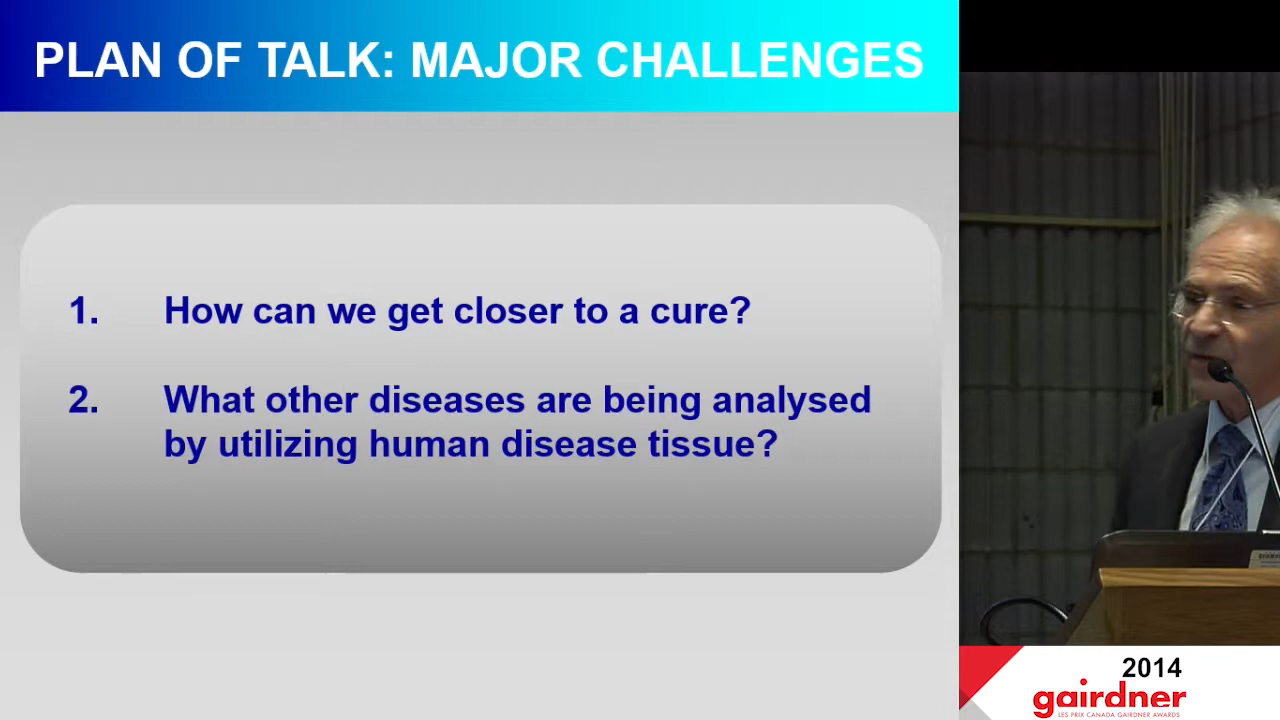 PLAN OF TALK: MAJOR CHALLENGES
1. How can we get closer to a cure?
2. What other diseases are being analysed
by utilizing human disease tissue?
2014
gairdner
LES PRIX CANADA GAIRDNER AWARDS